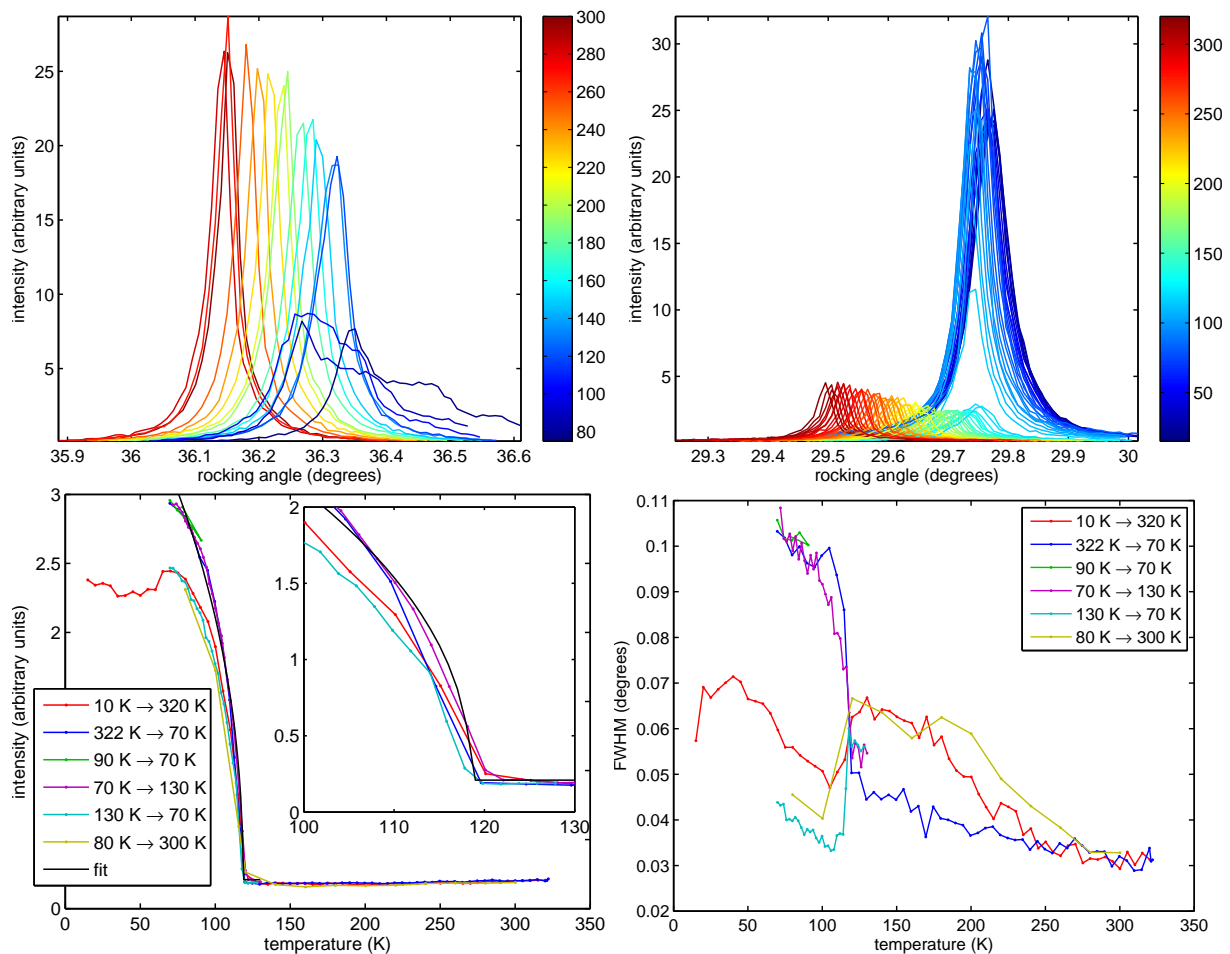 intensity (arbitrary units)
25
20
15
10
5
35.9 36 36.1 36.2 36.3 36.4 36.5 36.6
rocking angle (degrees)
300
280
260
240
220
200
180
160
140
120
100
80
intensity (arbitrary units)
30
25
20
15
10
5
29.3 29.4 29.5 29.6 29.7 29.8 29.9 30
rocking angle (degrees)
300
250
200
150
100
50
intensity (arbitrary units)
3
2.5
2
1
0.5
0
0 50 100 150 200 250 300 350
temperature (K)
10 K → 320 K
322 K → 70 K
90 K → 70 K
70 K → 130 K
130 K → 70 K
80 K → 300 K
fit
2
1.5
1
0.5
0
100 110 120 130
FWHM (degrees)
0.11
0.1
0.09
0.08
0.07
0.06
0.05
0.04
0.03
0.02
0 50 100 150 200 250 300 350
temperature (K)
10 K → 320 K
322 K → 70 K
90 K → 70 K
70 K → 130 K
130 K → 70 K
80 K → 300 K